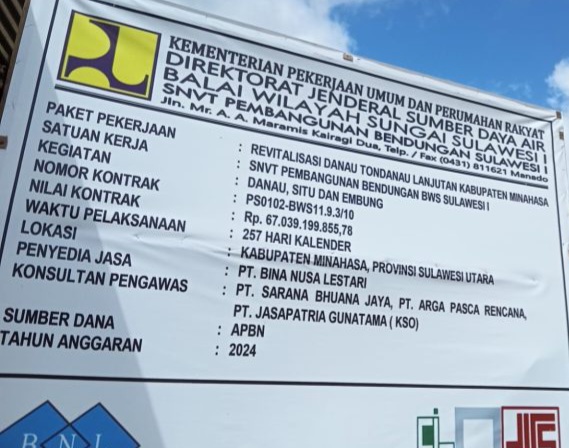 KEMENTERIAN PEKERJAAN UMUM DAN PERUMAHAN RAKYAT
DIREKTORAT JENDERAL SUMBER DAYA AIR
BALAI WILAYAH SUNGAI SULAWESI I
SNVT PEMBANGUNAN BENDUNGAN SULAWESI I
Jln. Mr. A. A. Maramis Kairagi Dua, Telp. / Fax (0431) 811621 Manado
PAKET PEKERJAAN : REVITALISASI DANAU TONDANAU LANJUTAN KABUPATEN MINAHASA
SATUAN KERJA : SNVT PEMBANGUNAN BENDUNGAN BWS SULAWESI I
KEGIATAN : DANAU, SITU DAN EMBUNG
NOMOR KONTRAK : PS0102-BWS11.9.3/10
NILAI KONTRAK : Rp. 67.039.199.855,78
WAKTU PELAKSANAAN : 257 HARI KALENDER
LOKASI : KABUPATEN MINAHASA, PROVINSI SULAWESI UTARA
PENYEDIA JASA : PT. BINA NUSA LESTARI
KONSULTAN PENGAWAS : PT. SARANA BHUANA JAYA, PT. ARGA PASCA RENCANA,
PT. JASAPATRIA GUNATAMA ( KSO)
SUMBER DANA : APBN
TAHUN ANGGARAN : 2024
B N L